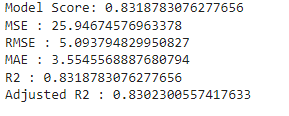 Model Score: 0.8318783076277656
MSE : 25.94674576963378
RMSE : 5.093794829950827
MAE : 3.5545568887680794
R2 : 0.8318783076277656
Adjusted R2 : 0.8302300557417633